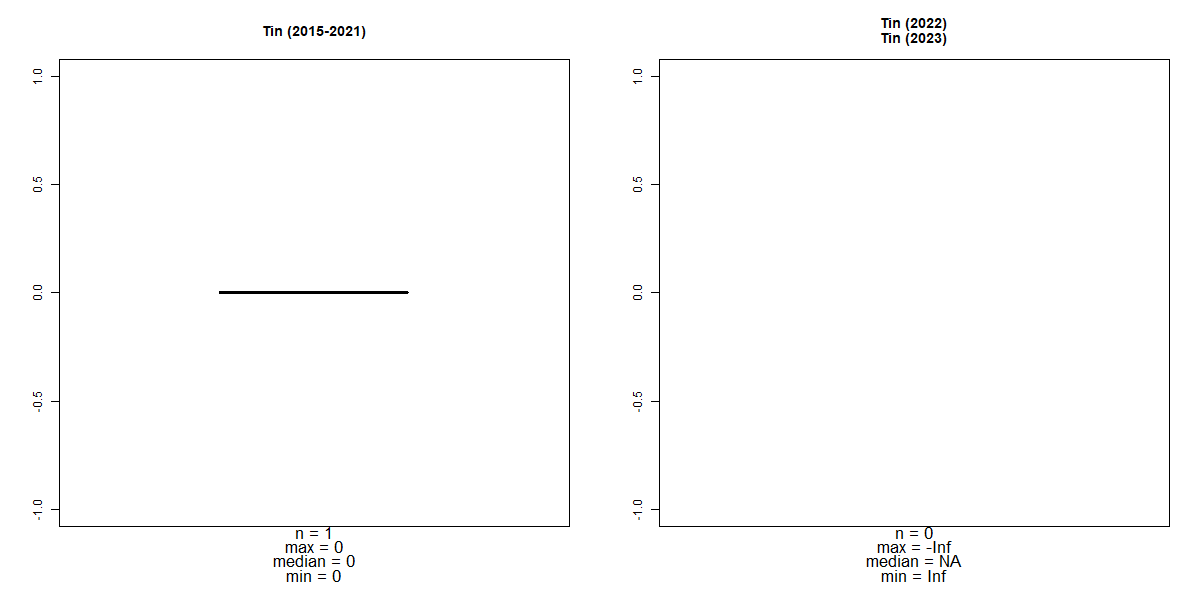 Tin (2015-2021)
1.0
0.5
0.0
-0.5
-1.0
n = 1
max = 0
median = 0
min = 0
Tin (2022)
Tin (2023)
1.0
0.5
0.0
-0.5
-1.0
n = 0
max = -Inf
median = NA
min = Inf